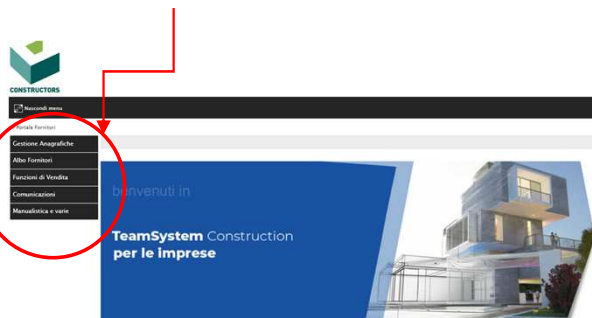 CONSTRUCTORS
Nascondi menu
Portale Fornitori
Gestione Anagrafiche
Albo Fornitori
Funzioni di Vendita
Comunicazioni
Manualistica e varie
benvenuti in
TeamSystem Construction
per le imprese